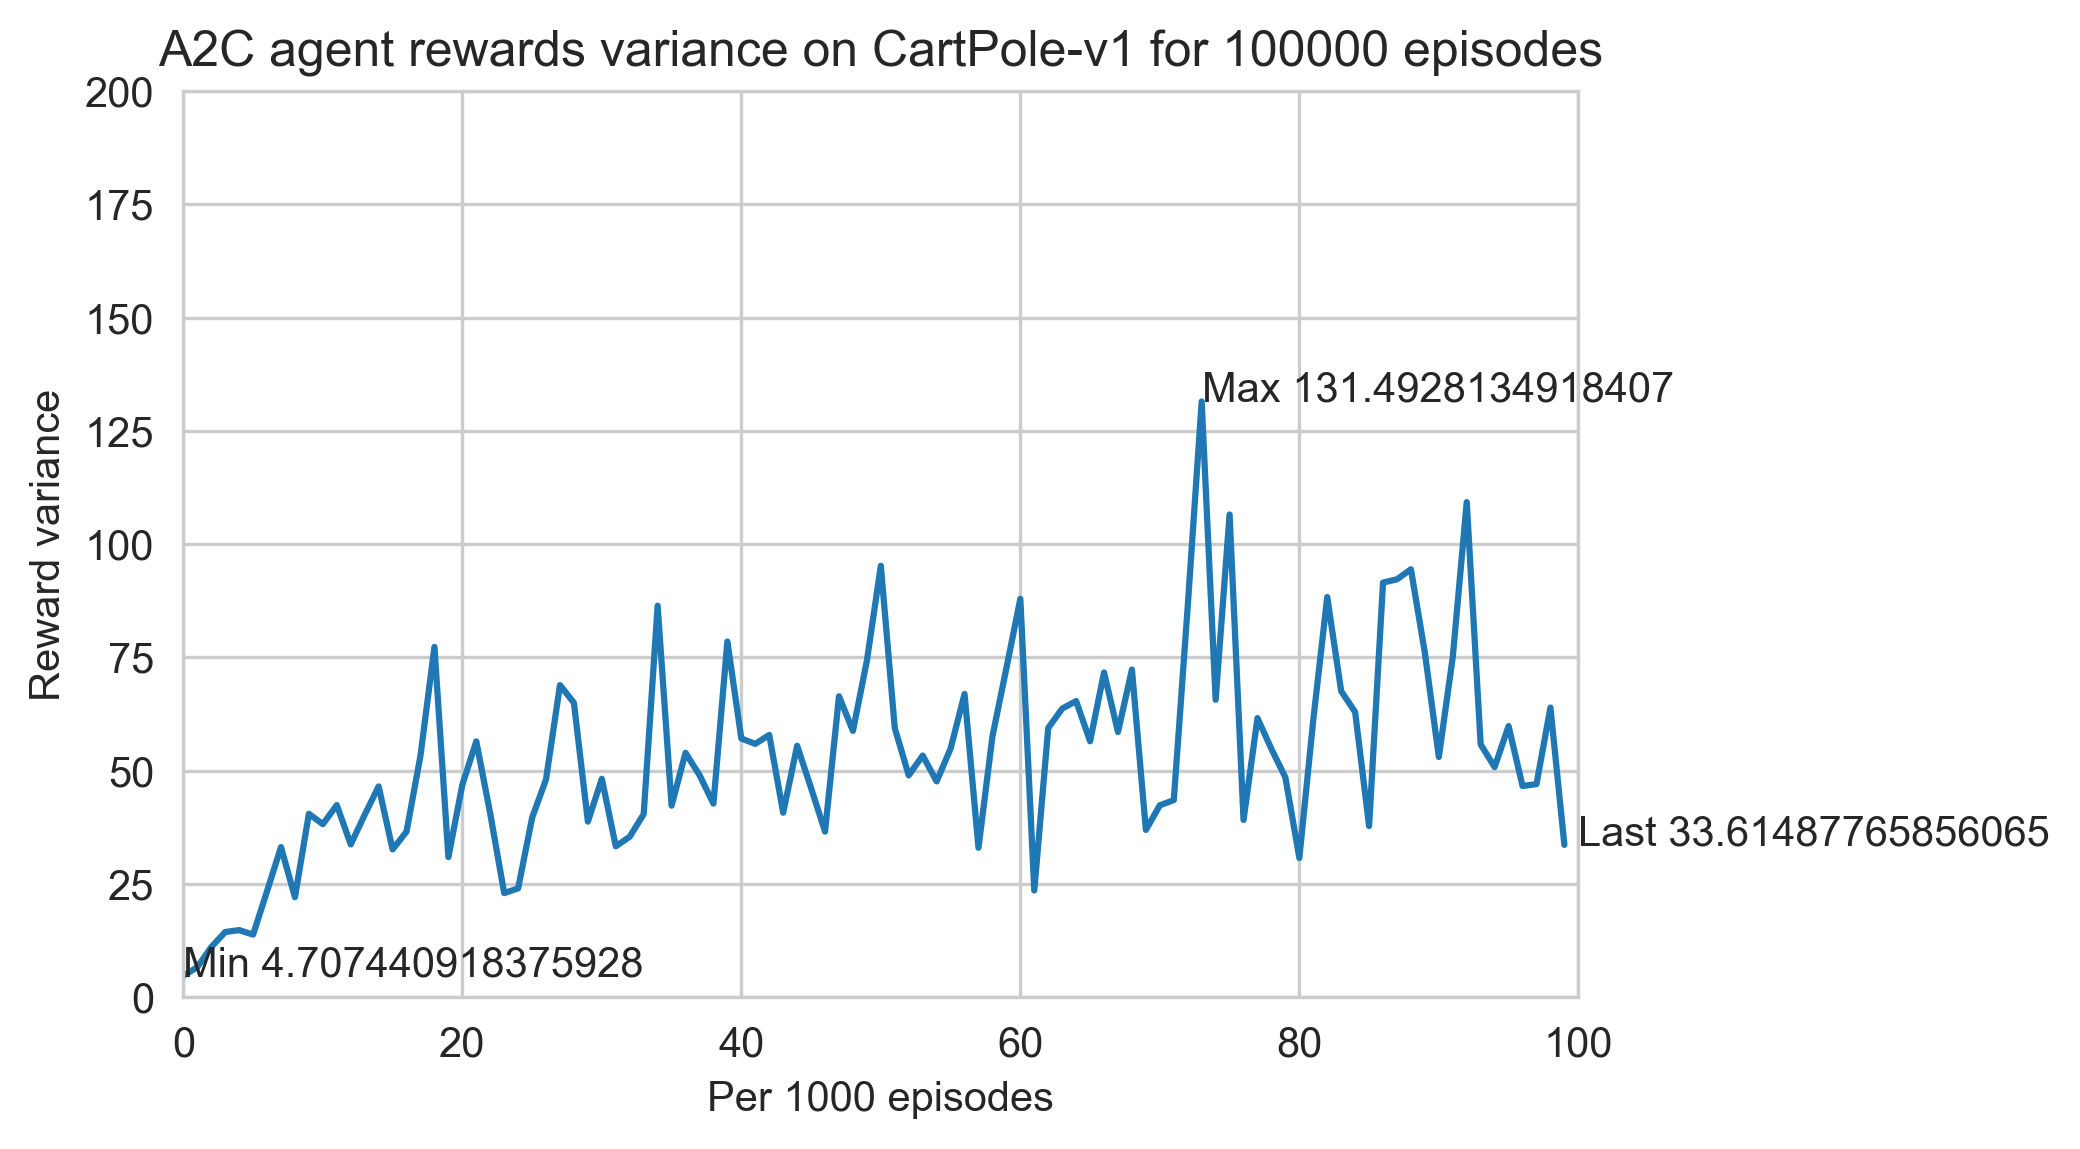 A2C agent rewards variance on CartPole-v1 for 100000 episodes
200
175
150
Max 131.4928134918407
125
Reward variance
100
75
50
Last 33.61487765856065
25
Min 4.707440918375928
0
0 20 40 60 80 100
Per 1000 episodes